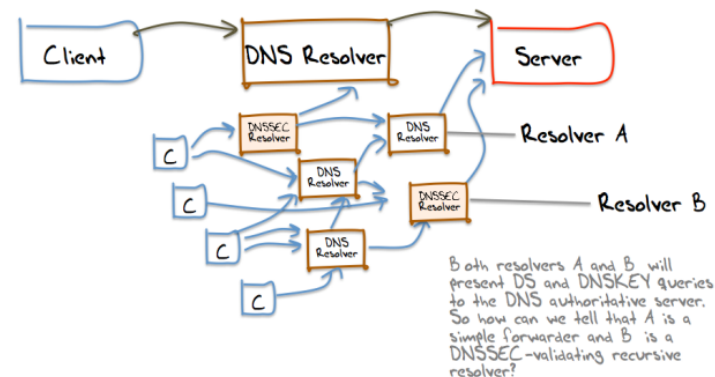 Client
DNS Resolver
Server
DNSSEC
Resolver
DNS
Resolver
Resolver A
C
DNS
Resolver
C
DNSSEC
Resolver
Resolver B
C
DNS
Resolver
C
Both resolvers A and B will
present DS and DNSKEY queries
to the DNS authoritative server.
So how can we tell that A is a
simple forwarder and B is a
DNSSEC-validating recursive
resolver?